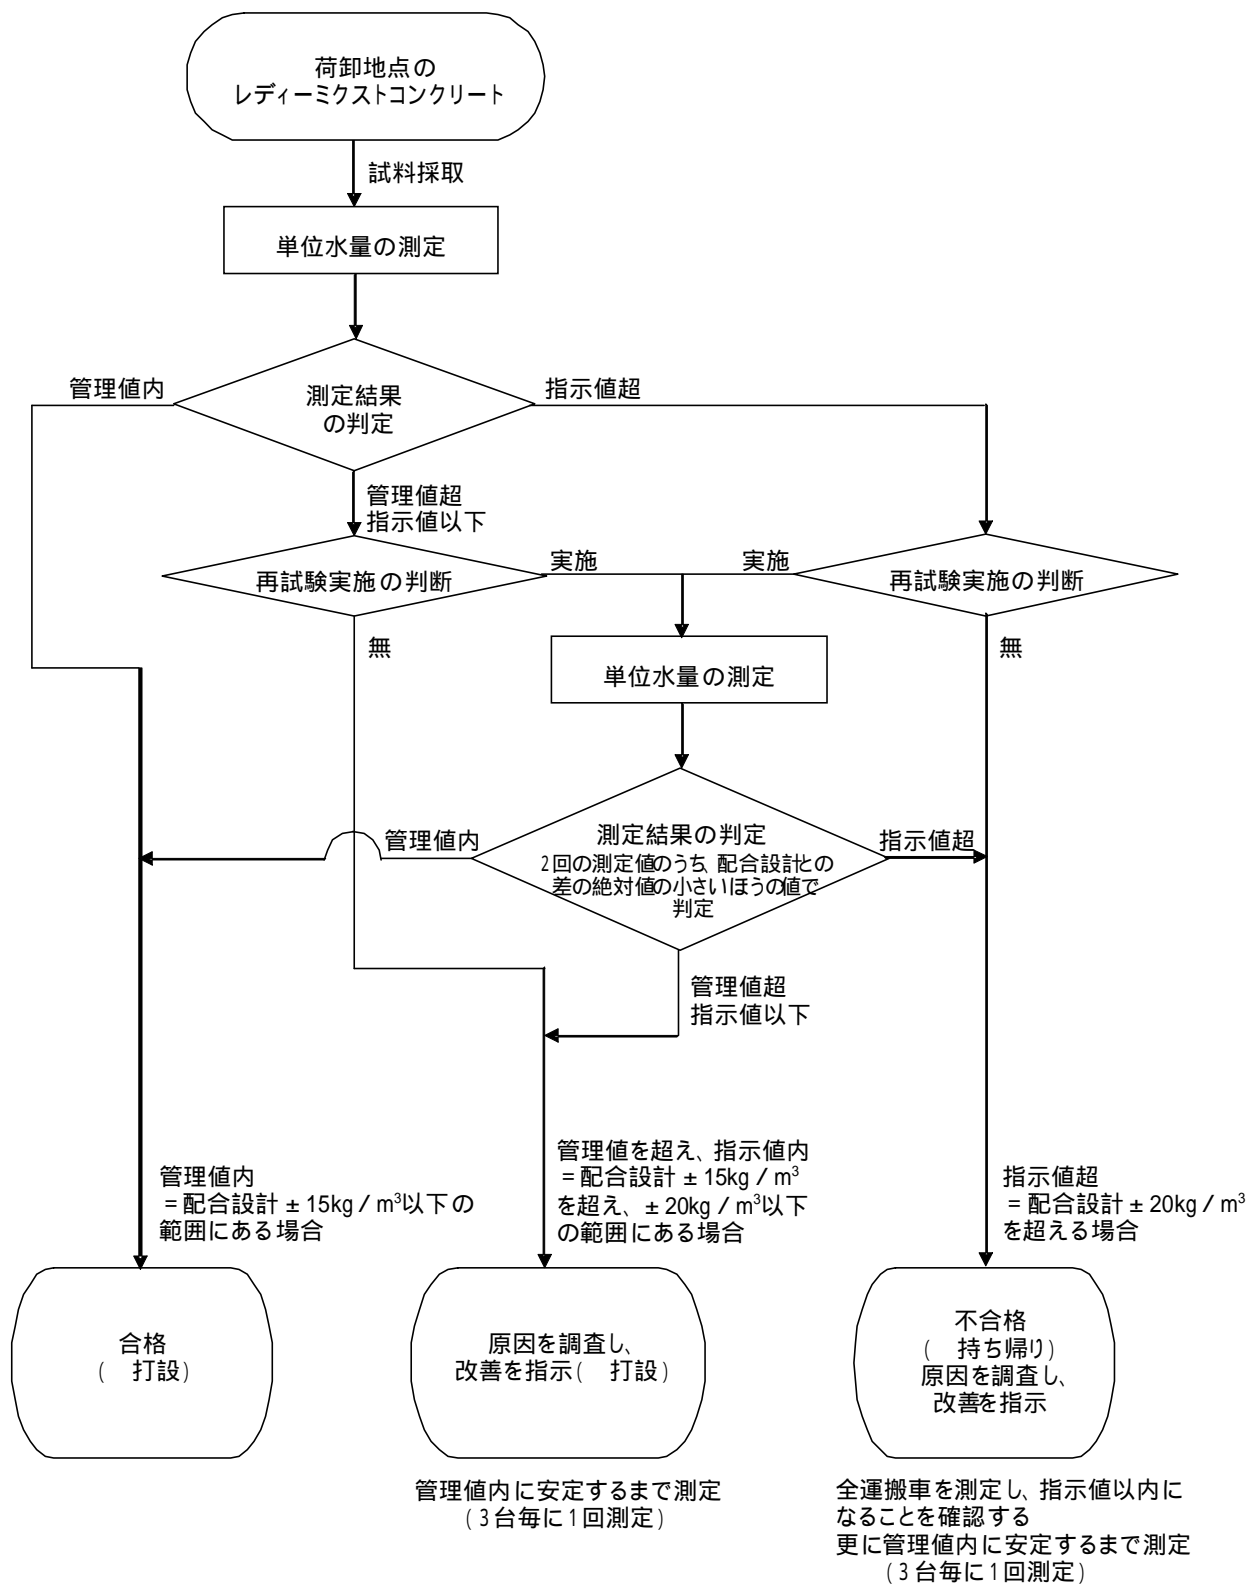 荷卸地点の
レディーミクストコンクリート
試料採取
単位水量の測定
管理値内
測定結果
の判定
指示値超
管理値超
指示値以下
再試験実施の判断
実施
実施
再試験実施の判断
無
無
単位水量の測定
管理値内
測定結果の判定
2回の測定値のうち、配合設計との
差の絶対値の小さいほうの値で
判定
指示値超
管理値超
指示値以下
管理値内
=配合設計±15kg/m³以下の
範囲にある場合
管理値を超え、指示値内
=配合設計±15kg/m³
を超え、±20kg/m³以下
の範囲にある場合
指示値超
=配合設計±20kg/m³
を超える場合
合格
( 打設)
原因を調査し、
改善を指示( 打設)
不合格
( 持ち帰り)
原因を調査し、
改善を指示
管理値内に安定するまで測定
(3台毎に1回測定)
全運搬車を測定し、指示値以内に
なることを確認する
更に管理値内に安定するまで測定
(3台毎に1回測定)